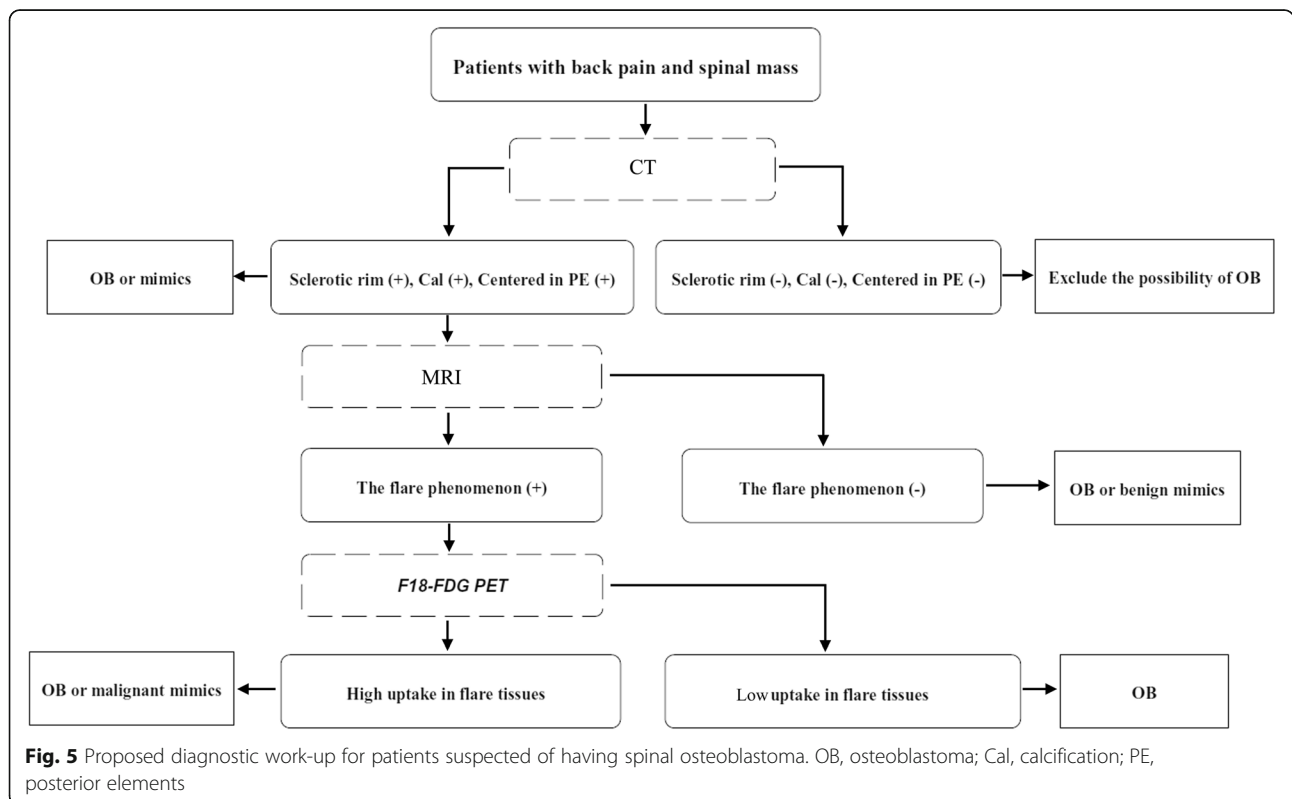 Patients with back pain and spinal mass
CT
OB or mimics
Sclerotic rim (+), Cal (+), Centered in PE (+)
Sclerotic rim (-), Cal (-), Centered in PE (-)
Exclude the possibility of OB
MRI
The flare phenomenon (+)
The flare phenomenon (-)
OB or benign mimics
F18-FDG PET
OB or malignant mimics
High uptake in flare tissues
Low uptake in flare tissues
OB
Fig. 5 Proposed diagnostic work-up for patients suspected of having spinal osteoblastoma. OB, osteoblastoma; Cal, calcification; PE,
posterior elements